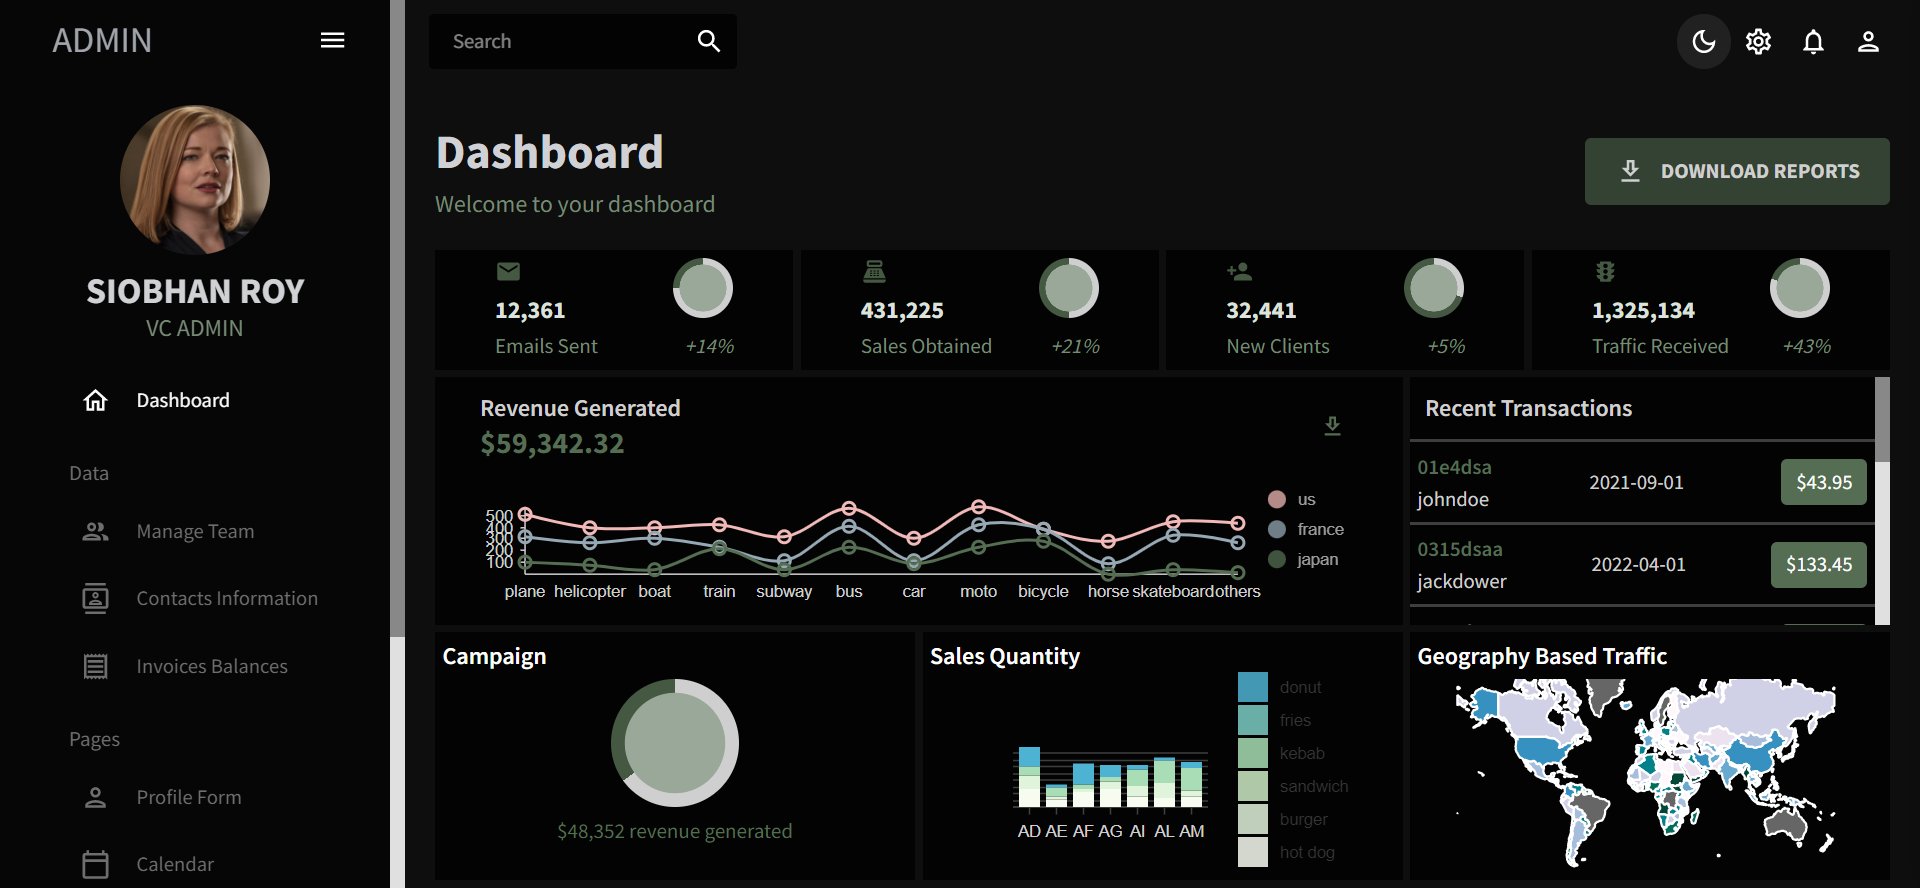 ADMIN
Search
SIOBHAN ROY
VC ADMIN
Dashboard
Data
Manage Team
Contacts Information
Invoices Balances
Pages
Profile Form
Calendar
Dashboard
Welcome to your dashboard
DOWNLOAD REPORTS
12,361
Emails Sent
+14%
431,225
Sales Obtained
+21%
32,441
New Clients
+5%
1,325,134
Traffic Received
+43%
Revenue Generated
$59,342.32
500
400
300
200
100
plane helicopter boat train subway bus car moto bicycle horse skateboard others
us
france
japan
Recent Transactions
01e4dsa
johndoe
2021-09-01
$43.95
0315dsaa
jackdower
2022-04-01
$133.45
Campaign
$48,352 revenue generated
Sales Quantity
AD AE AF AG AI AL AM
donut
fries
kebab
sandwich
burger
hot dog
Geography Based Traffic